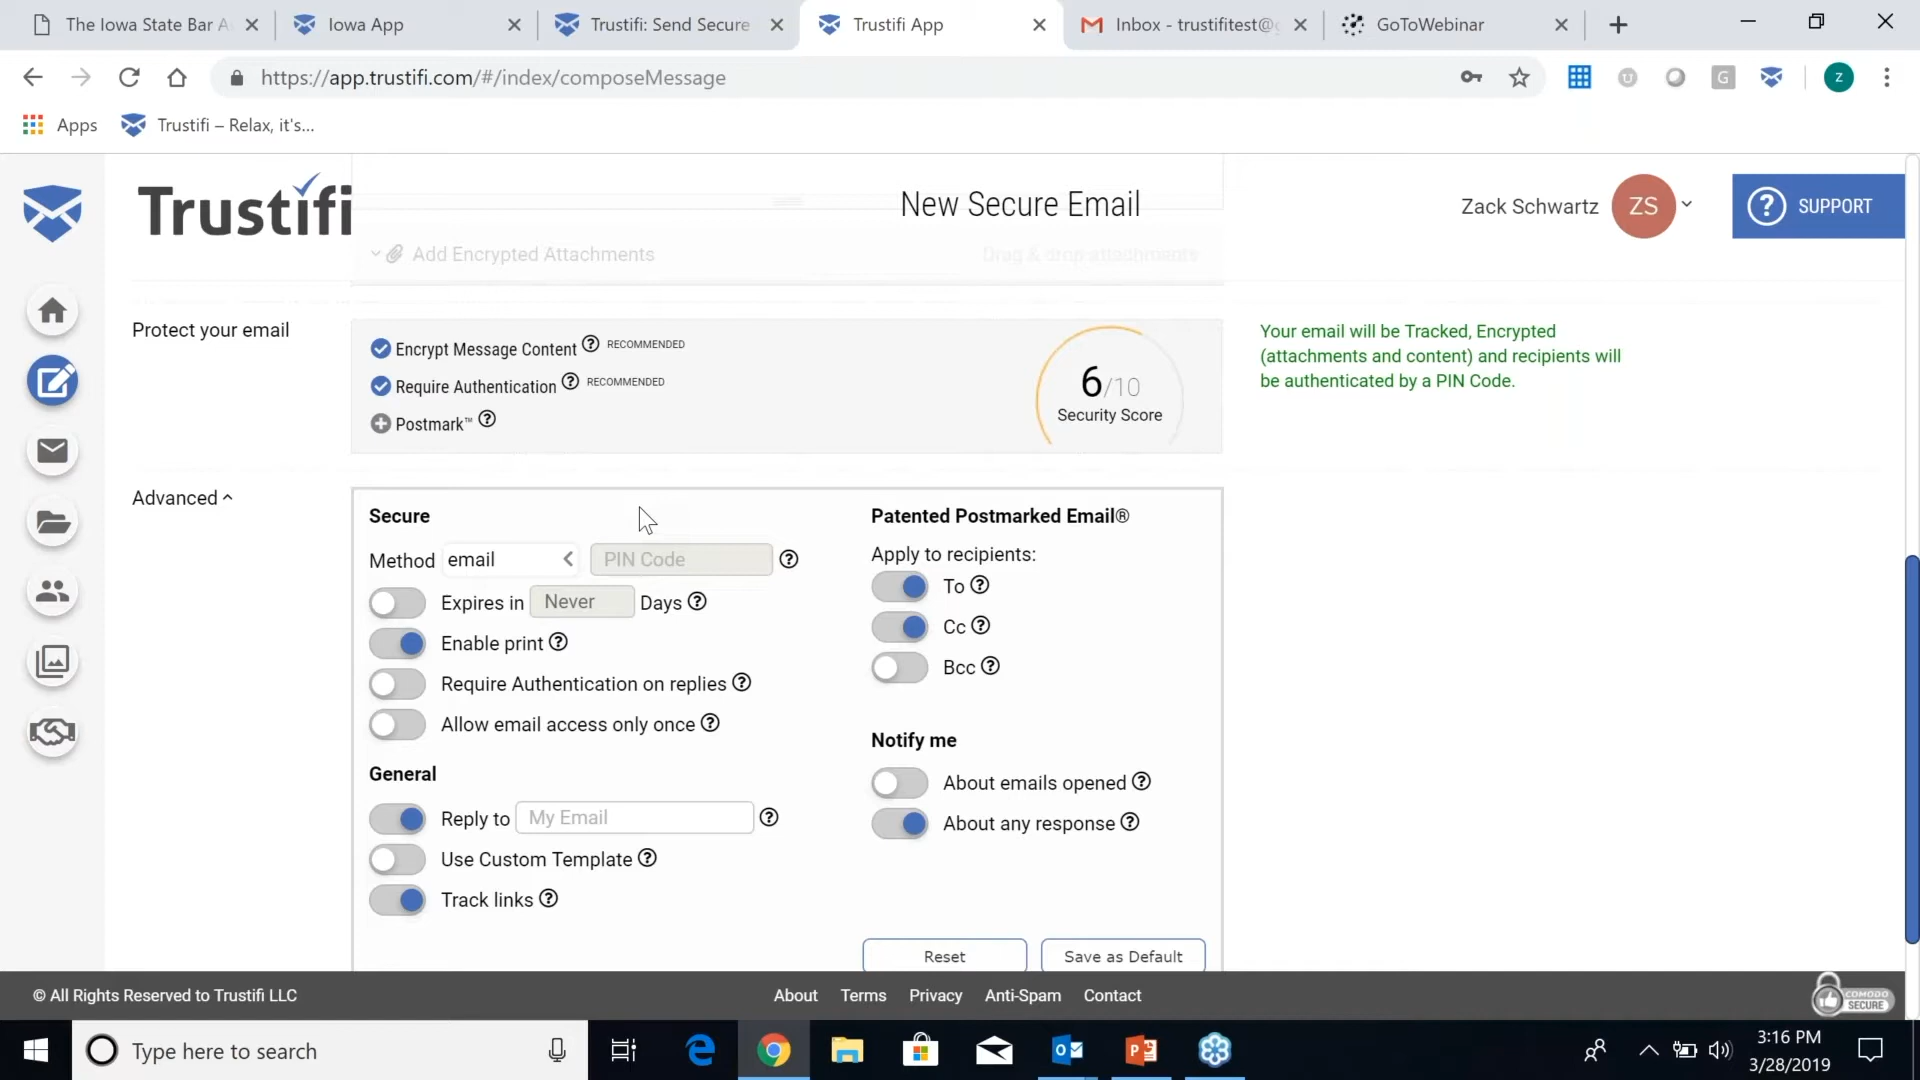 The Iowa State Bar As
Iowa App
Trustifi: Send Secure
Trustifi App
Inbox - trustifitest@g
GoToWebinar
https://app.trustifi.com/#/index/composeMessage
G
Z
Apps
Trustifi – Relax, it's...
Trustifi
New Secure Email
Zack Schwartz
ZS
? SUPPORT
Add Encrypted Attachments
Drag & drop attachments
Protect your email
Encrypt Message Content ? RECOMMENDED
Require Authentication ? RECOMMENDED
Postmark™ ?
6/10
Security Score
Your email will be Tracked, Encrypted
(attachments and content) and recipients will
be authenticated by a PIN Code.
Advanced
Secure
Method email PIN Code ?
Expires in Never Days ?
Enable print ?
Require Authentication on replies ?
Allow email access only once ?
General
Reply to My Email ?
Use Custom Template ?
Track links ?
Patented Postmarked Email®
Apply to recipients:
To ?
Cc ?
Bcc ?
Notify me
About emails opened ?
About any response ?
Reset
Save as Default
© All Rights Reserved to Trustifi LLC
About
Terms
Privacy
Anti-Spam
Contact
COMODO
SECURE
Type here to search
3:16 PM
3/28/2019